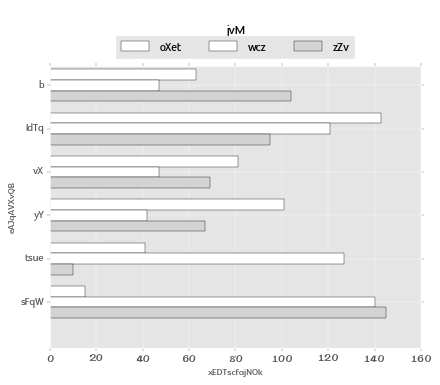 jvM
oXet wcz zZv
b
ldTq
vX
yY
tsue
sFqW
eAJqAVXvQB
0 20 40 60 80 100 120 140 160
xEDTscfqjNOk